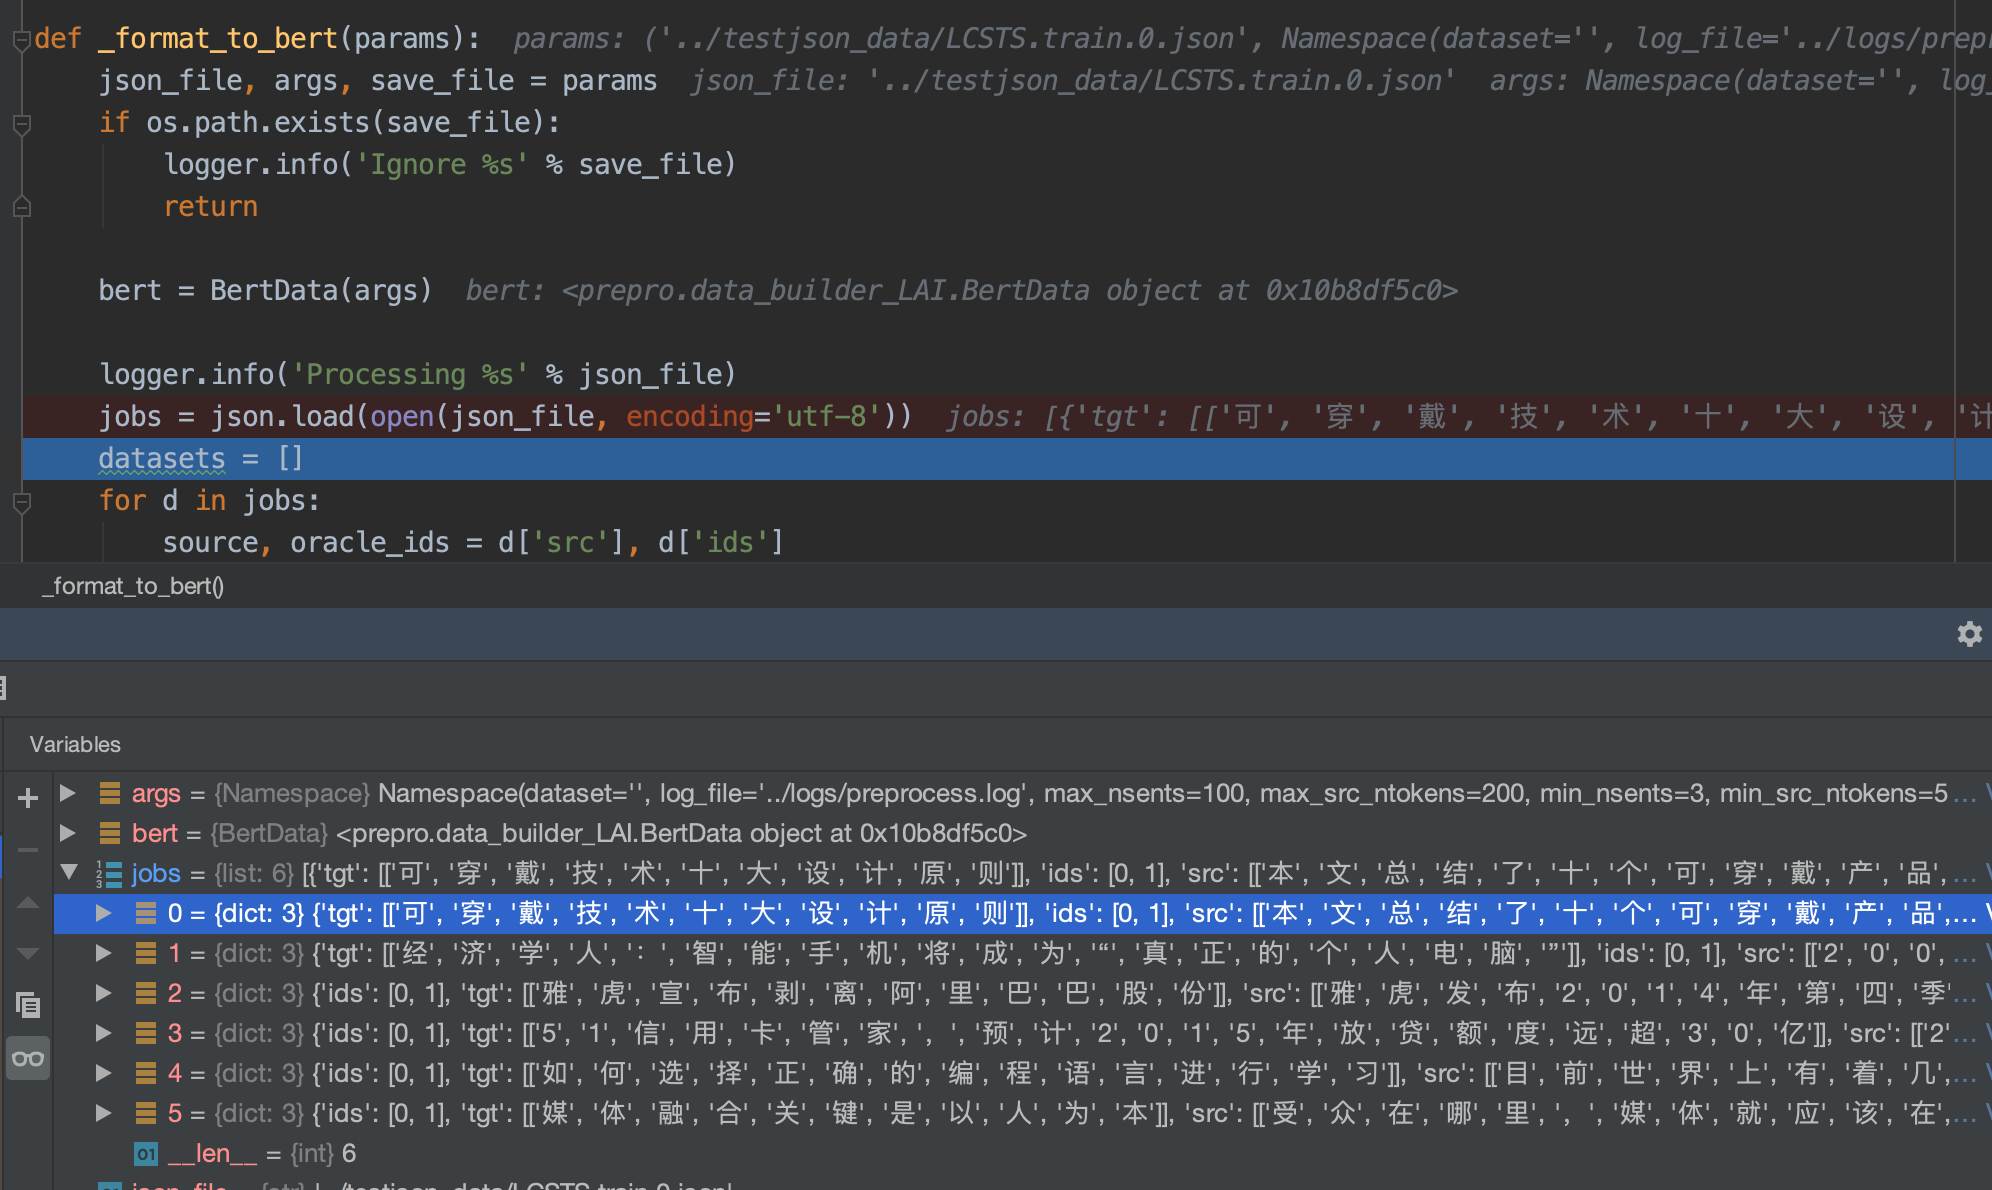 def _format_to_bert(params):  params: ('../testjson_data/LCSTS.train.0.json', Namespace(dataset='', log_file='../logs/prepr
json_file, args, save_file = params  json_file: '../testjson_data/LCSTS.train.0.json'  args: Namespace(dataset='', log_
if os.path.exists(save_file):
logger.info('Ignore %s' % save_file)
return
bert = BertData(args)  bert: <prepro.data_builder_LAI.BertData object at 0x10b8df5c0>
logger.info('Processing %s' % json_file)
jobs = json.load(open(json_file, encoding='utf-8'))  jobs: [{'tgt': [['可', '穿', '戴', '技', '术', '十', '大', '设', '计
datasets = []
for d in jobs:
source, oracle_ids = d['src'], d['ids']
_format_to_bert()
Variables
args = {Namespace} Namespace(dataset='', log_file='../logs/preprocess.log', max_nsents=100, max_src_ntokens=200, min_nsents=3, min_src_ntokens=5...
bert = {BertData} <prepro.data_builder_LAI.BertData object at 0x10b8df5c0>
jobs = {list: 6} [{'tgt': [['可', '穿', '戴', '技', '术', '十', '大', '设', '计', '原', '则']], 'ids': [0, 1], 'src': [['本', '文', '总', '结', '了', '十', '个', '可', '穿', '戴', '产', '品',...
0 = {dict: 3} {'tgt': [['可', '穿', '戴', '技', '术', '十', '大', '设', '计', '原', '则']], 'ids': [0, 1], 'src': [['本', '文', '总', '结', '了', '十', '个', '可', '穿', '戴', '产', '品',...
1 = {dict: 3} {'tgt': [['经', '济', '学', '人', '：', '智', '能', '手', '机', '将', '成', '为', '“', '真', '正', '的', '个', '人', '电', '脑', '”']], 'ids': [0, 1], 'src': [['2', '0', '0',...
2 = {dict: 3} {'ids': [0, 1], 'tgt': [['雅', '虎', '宣', '布', '剥', '离', '阿', '里', '巴', '巴', '股', '份']], 'src': [['雅', '虎', '发', '布', '2', '0', '1', '4', '年', '第', '四', '季'...
3 = {dict: 3} {'ids': [0, 1], 'tgt': [['5', '1', '信', '用', '卡', '管', '家', '，', '预', '计', '2', '0', '1', '5', '年', '放', '贷', '额', '度', '远', '超', '3', '0', '亿']], 'src': [['2'...
4 = {dict: 3} {'ids': [0, 1], 'tgt': [['如', '何', '选', '择', '正', '确', '的', '编', '程', '语', '言', '进', '行', '学', '习']], 'src': [['目', '前', '世', '界', '上', '有', '着', '几',...
5 = {dict: 3} {'ids': [0, 1], 'tgt': [['媒', '体', '融', '合', '关', '键', '是', '以', '人', '为', '本']], 'src': [['受', '众', '在', '哪', '里', '，', '媒', '体', '就', '应', '该', '在',...
01 __len__ = {int} 6